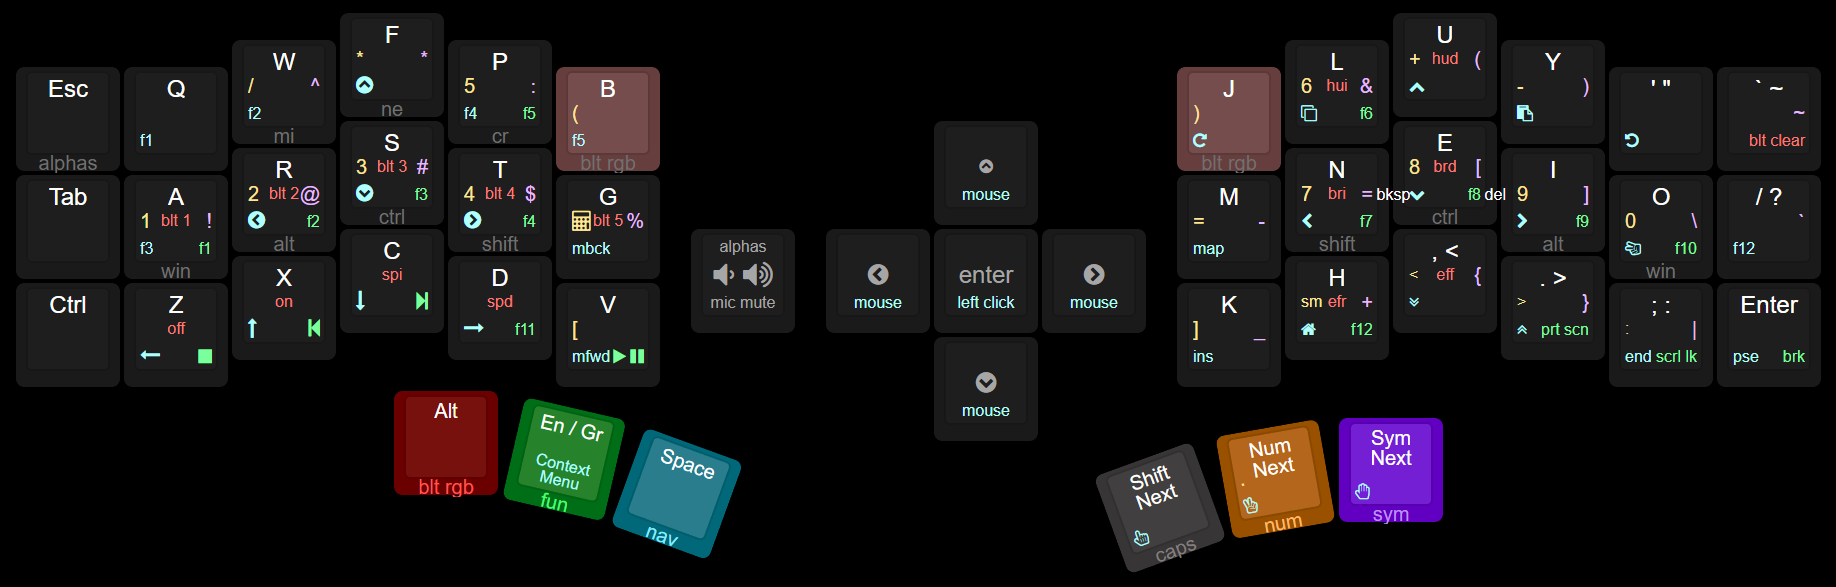 Esc
alphas
Q
f1
W
/ ^
f2
mi
F
* *
ne
P
5 :
f4 f5
cr
B
(
f5
blt rgb
Tab
A
1 blt 1 !
f3 f1
win
R
2 blt 2 @
f2
alt
S
3 blt 3 #
f3
ctrl
T
4 blt 4 $
f4
shift
G
blt 5 %
mbck
Ctrl
Z
off
X
on
C
spi
D
spd
f11
V
[
mfwd
alphas
mic mute
mouse
mouse
enter
left click
mouse
mouse
J
)
blt rgb
L
6 hui &
f6
U
+ hud (
Y
- )
' "
` ~
~
blt clear
M
= -
map
N
7 bri = bksp
f7
shift
E
8 brd [
f8 del
ctrl
I
9 ]
f9
alt
O
0 \
f10
win
/ ?
`
f12
K
] _
ins
H
sm efr +
f12
, <
< eff {
. >
> }
prt scn
; :
: |
end scrl lk
Enter
pse brk
Alt
blt rgb
En / Gr
Context
Menu
fun
Space
nav
Shift
Next
caps
Num
Next
.
num
Sym
Next
sym